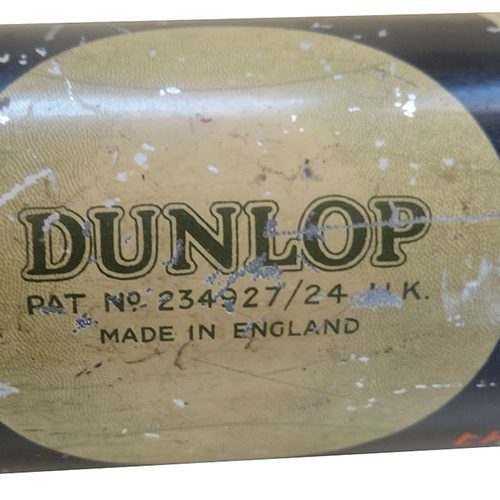 DUNLOP
PAT. Nº 234927/24 U.K.
MADE IN ENGLAND